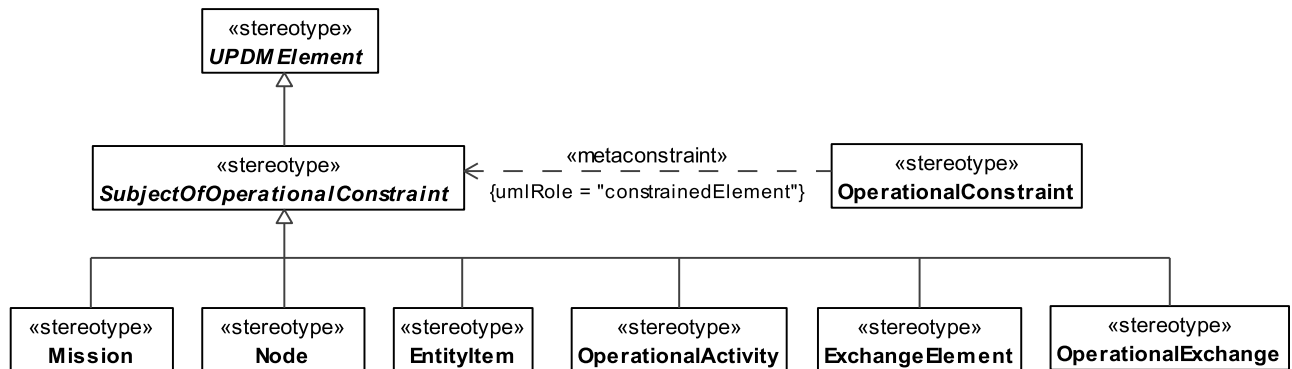 «stereotype»
UPDMElement
«stereotype»
SubjectOfOperationalConstraint
«metaconstraint»
{umlRole = "constrainedElement"}
«stereotype»
OperationalConstraint
«stereotype»
Mission
«stereotype»
Node
«stereotype»
EntityItem
«stereotype»
OperationalActivity
«stereotype»
ExchangeElement
«stereotype»
OperationalExchange